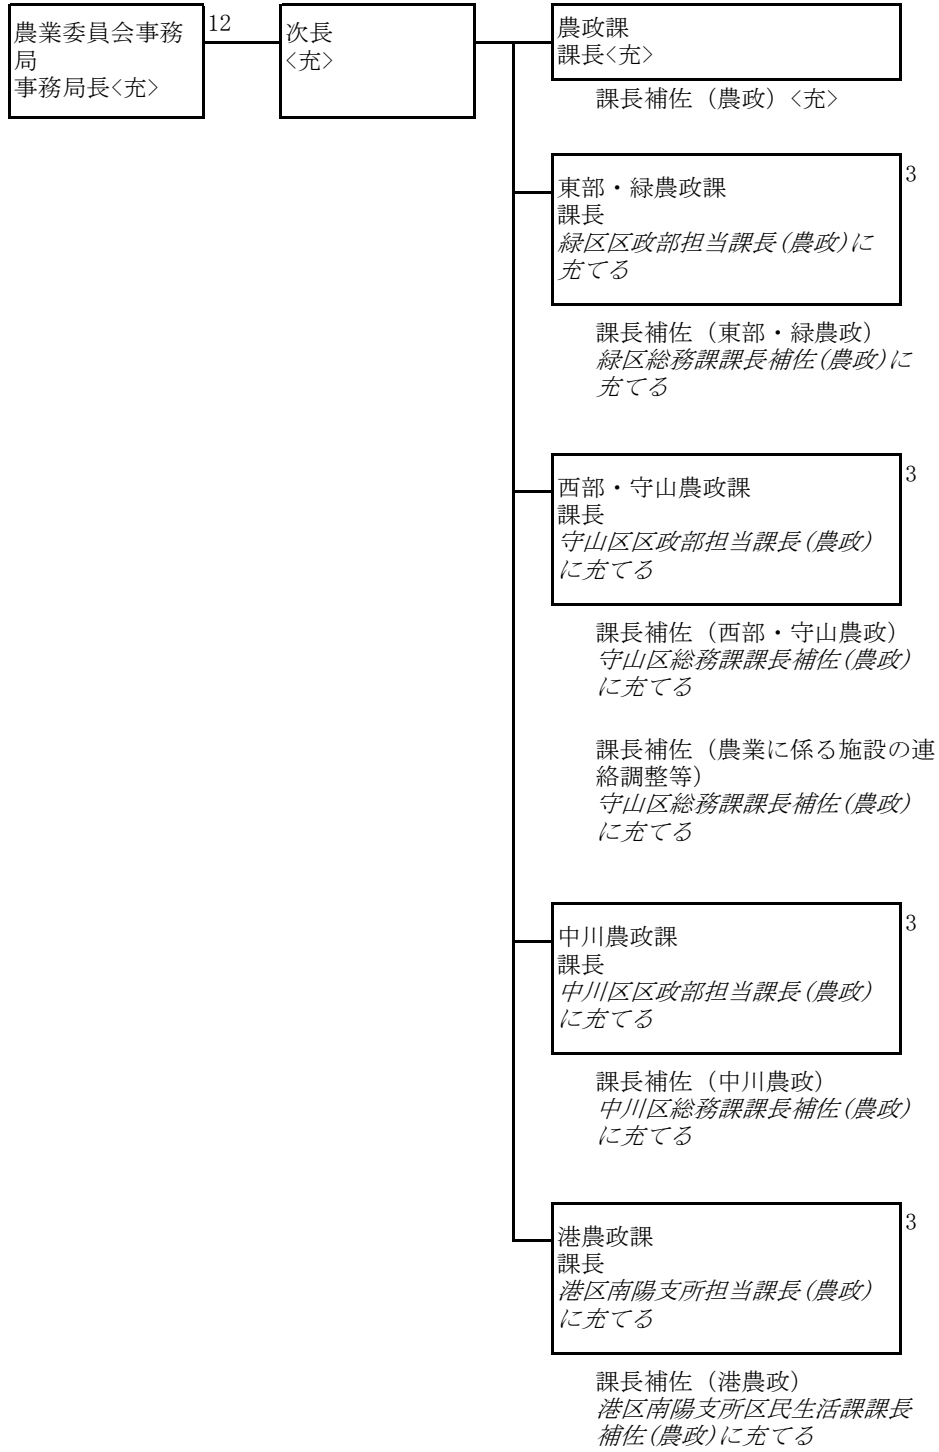 農業委員会事務
局
事務局長<充>
12
次長
<充>
農政課
課長<充>
課長補佐（農政）<充>
東部・緑農政課
課長
緑区区政部担当課長(農政)に
充てる
3
課長補佐（東部・緑農政）
緑区総務課課長補佐(農政)に
充てる
西部・守山農政課
課長
守山区区政部担当課長(農政)
に充てる
3
課長補佐（西部・守山農政）
守山区総務課課長補佐(農政)
に充てる
課長補佐（農業に係る施設の連
絡調整等）
守山区総務課課長補佐(農政)
に充てる
中川農政課
課長
中川区区政部担当課長(農政)
に充てる
3
課長補佐（中川農政）
中川区総務課課長補佐(農政)
に充てる
港農政課
課長
港区南陽支所担当課長(農政)
に充てる
3
課長補佐（港農政）
港区南陽支所区民生活課課長
補佐(農政)に充てる